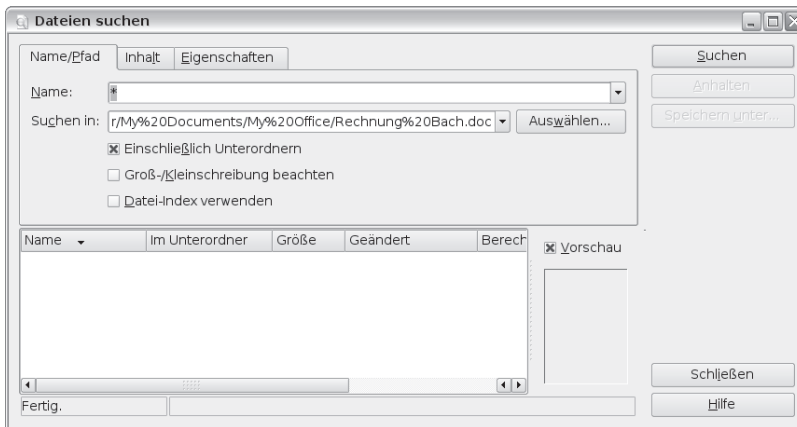 Dateien suchen
Name/Pfad Inhalt Eigenschaften
Name: *
Suchen in: r/My%20Documents/My%20Office/Rechnung%20Bach.doc Auswählen...
Einschließlich Unterordnern
Groß-/Kleinschreibung beachten
Datei-Index verwenden
Suchen
Anhalten
Speichern unter...
Name Im Unterordner Größe Geändert Berech
Vorschau
Fertig.
Schließen
Hilfe